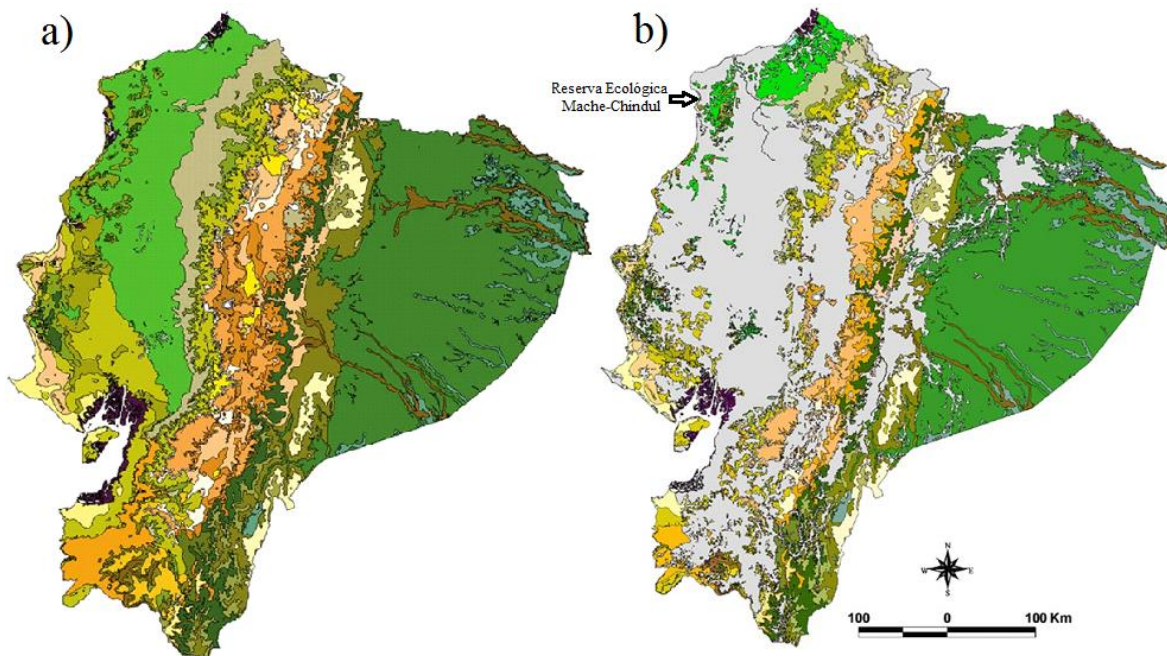 a)
b)
Reserva Ecológica
Mache-Chindul
N
W E
S
100 0 100 Km